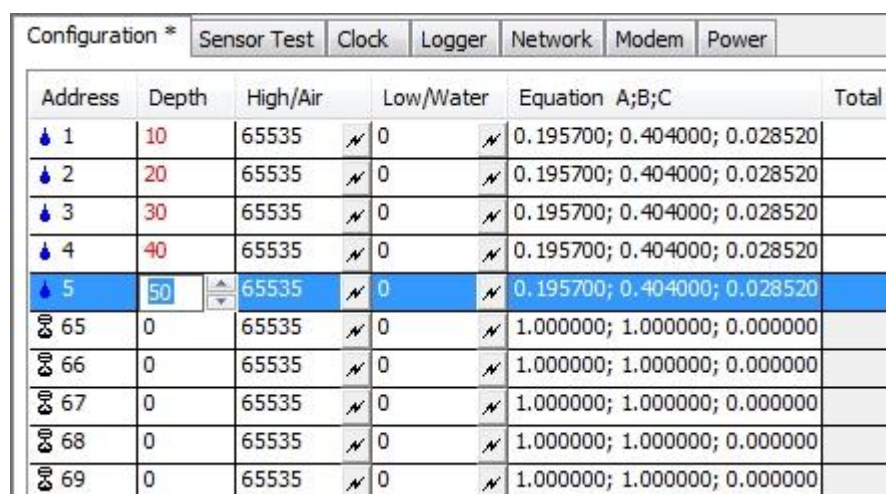 Configuration * Sensor Test Clock Logger Network Modem Power
Address Depth High/Air Low/Water Equation A;B;C Total
1 10 65535 0 0.195700; 0.404000; 0.028520
2 20 65535 0 0.195700; 0.404000; 0.028520
3 30 65535 0 0.195700; 0.404000; 0.028520
4 40 65535 0 0.195700; 0.404000; 0.028520
5 50 65535 0 0.195700; 0.404000; 0.028520
65 0 65535 0 1.000000; 1.000000; 0.000000
66 0 65535 0 1.000000; 1.000000; 0.000000
67 0 65535 0 1.000000; 1.000000; 0.000000
68 0 65535 0 1.000000; 1.000000; 0.000000
69 0 65535 0 1.000000; 1.000000; 0.000000